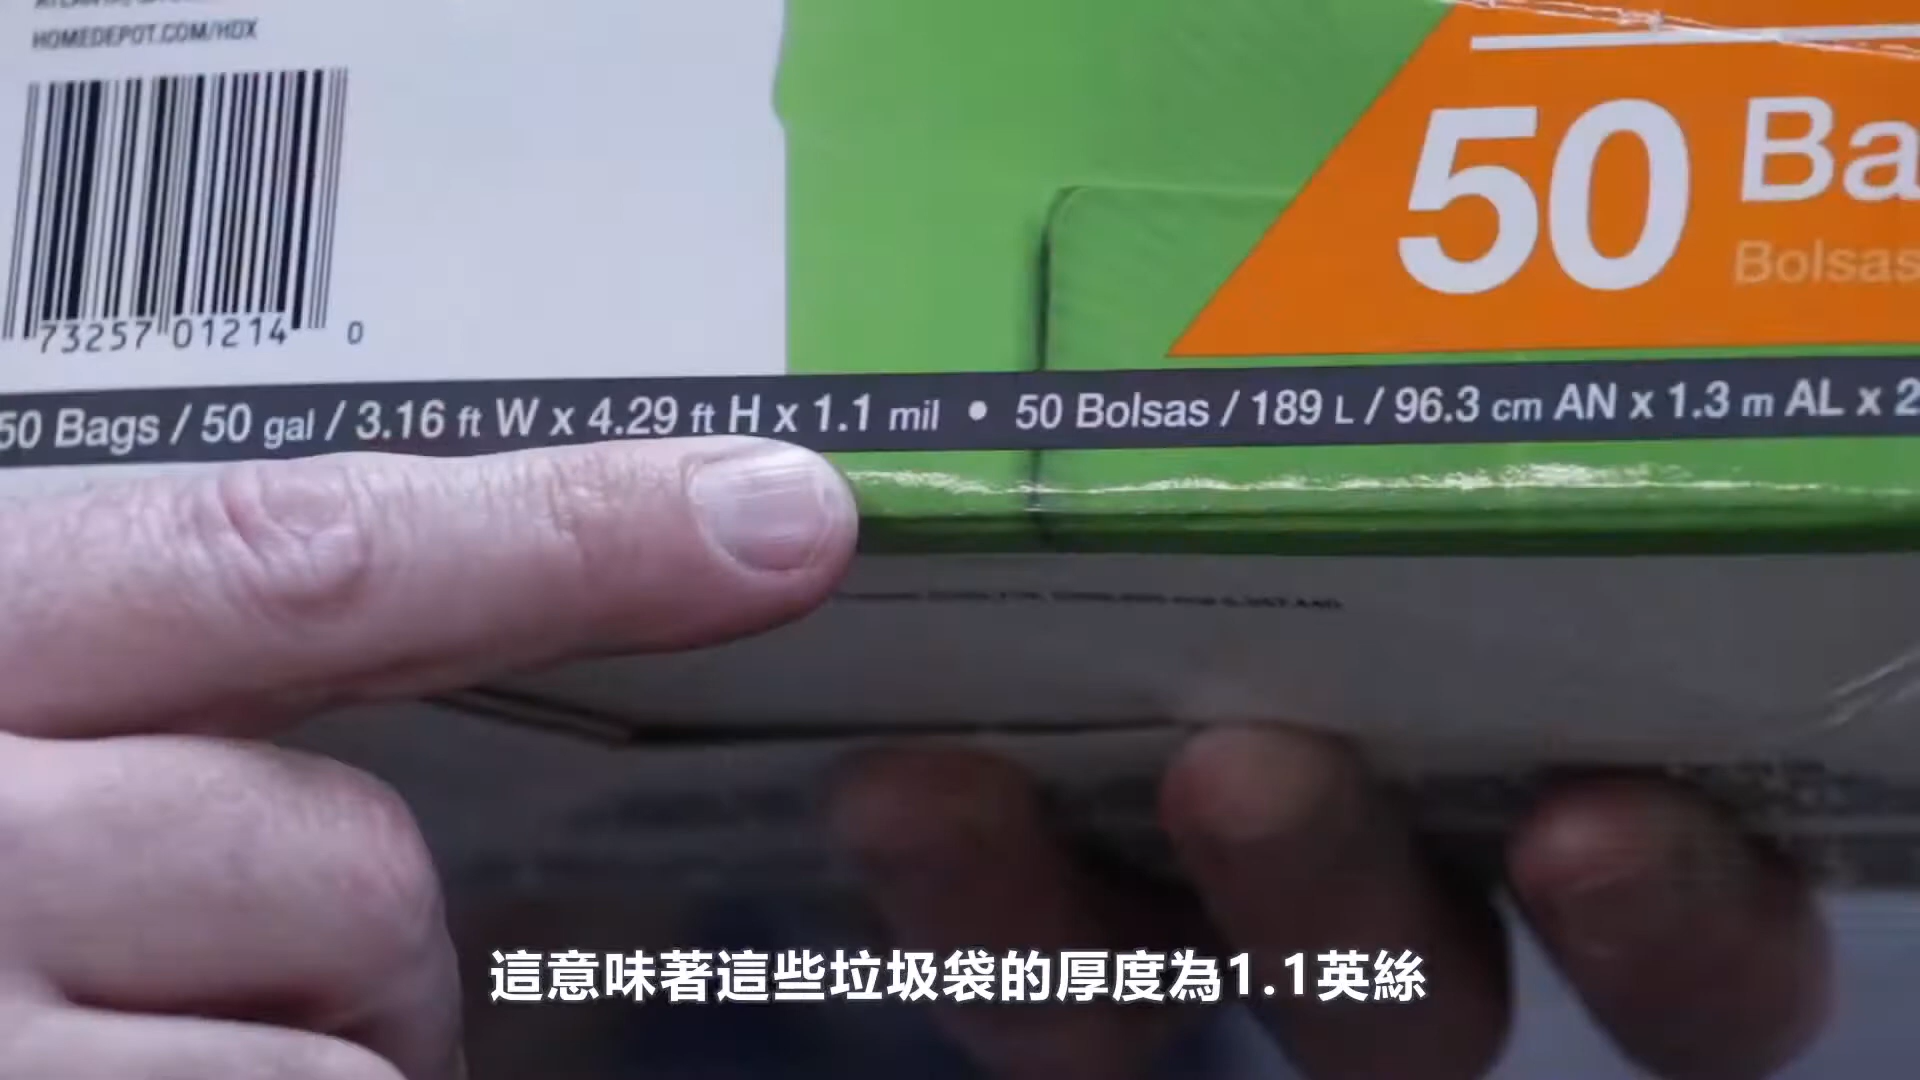 HOMEDEPOT.COM/HDX
73257 01214 0
50 Ba
Bolsas
50 Bags / 50 gal / 3.16 ft W x 4.29 ft H x 1.1 mil • 50 Bolsas / 189 L / 96.3 cm AN x 1.3 m AL x 2
這意味著這些垃圾袋的厚度為1.1英絲